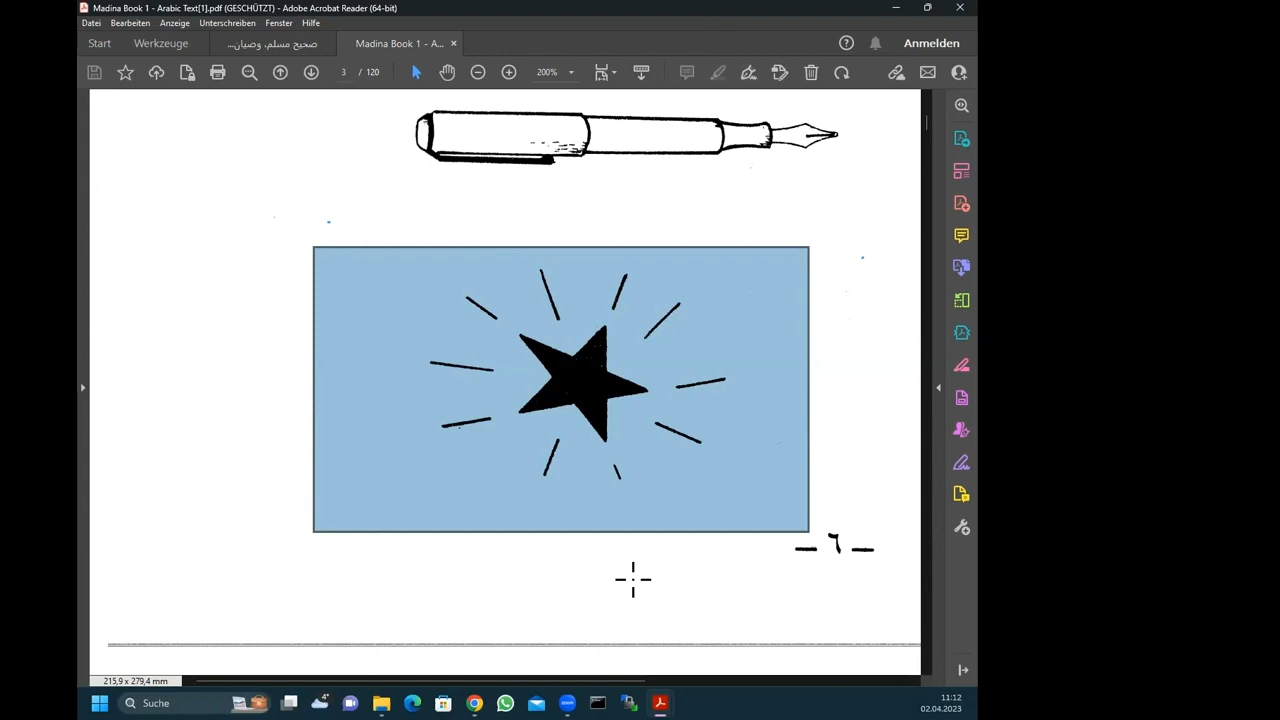 Madina Book 1 - Arabic Text[1].pdf (GESCHÜTZT) - Adobe Acrobat Reader (64-bit)
Datei Bearbeiten Anzeige Unterschreiben Fenster Hilfe
Start Werkzeuge صحيح مسلم، وصيان... Madina Book 1 - A... × Anmelden
3 / 120 200%
— ٦ —
215,9 x 279,4 mm
Suche 4° 11:12
02.04.2023